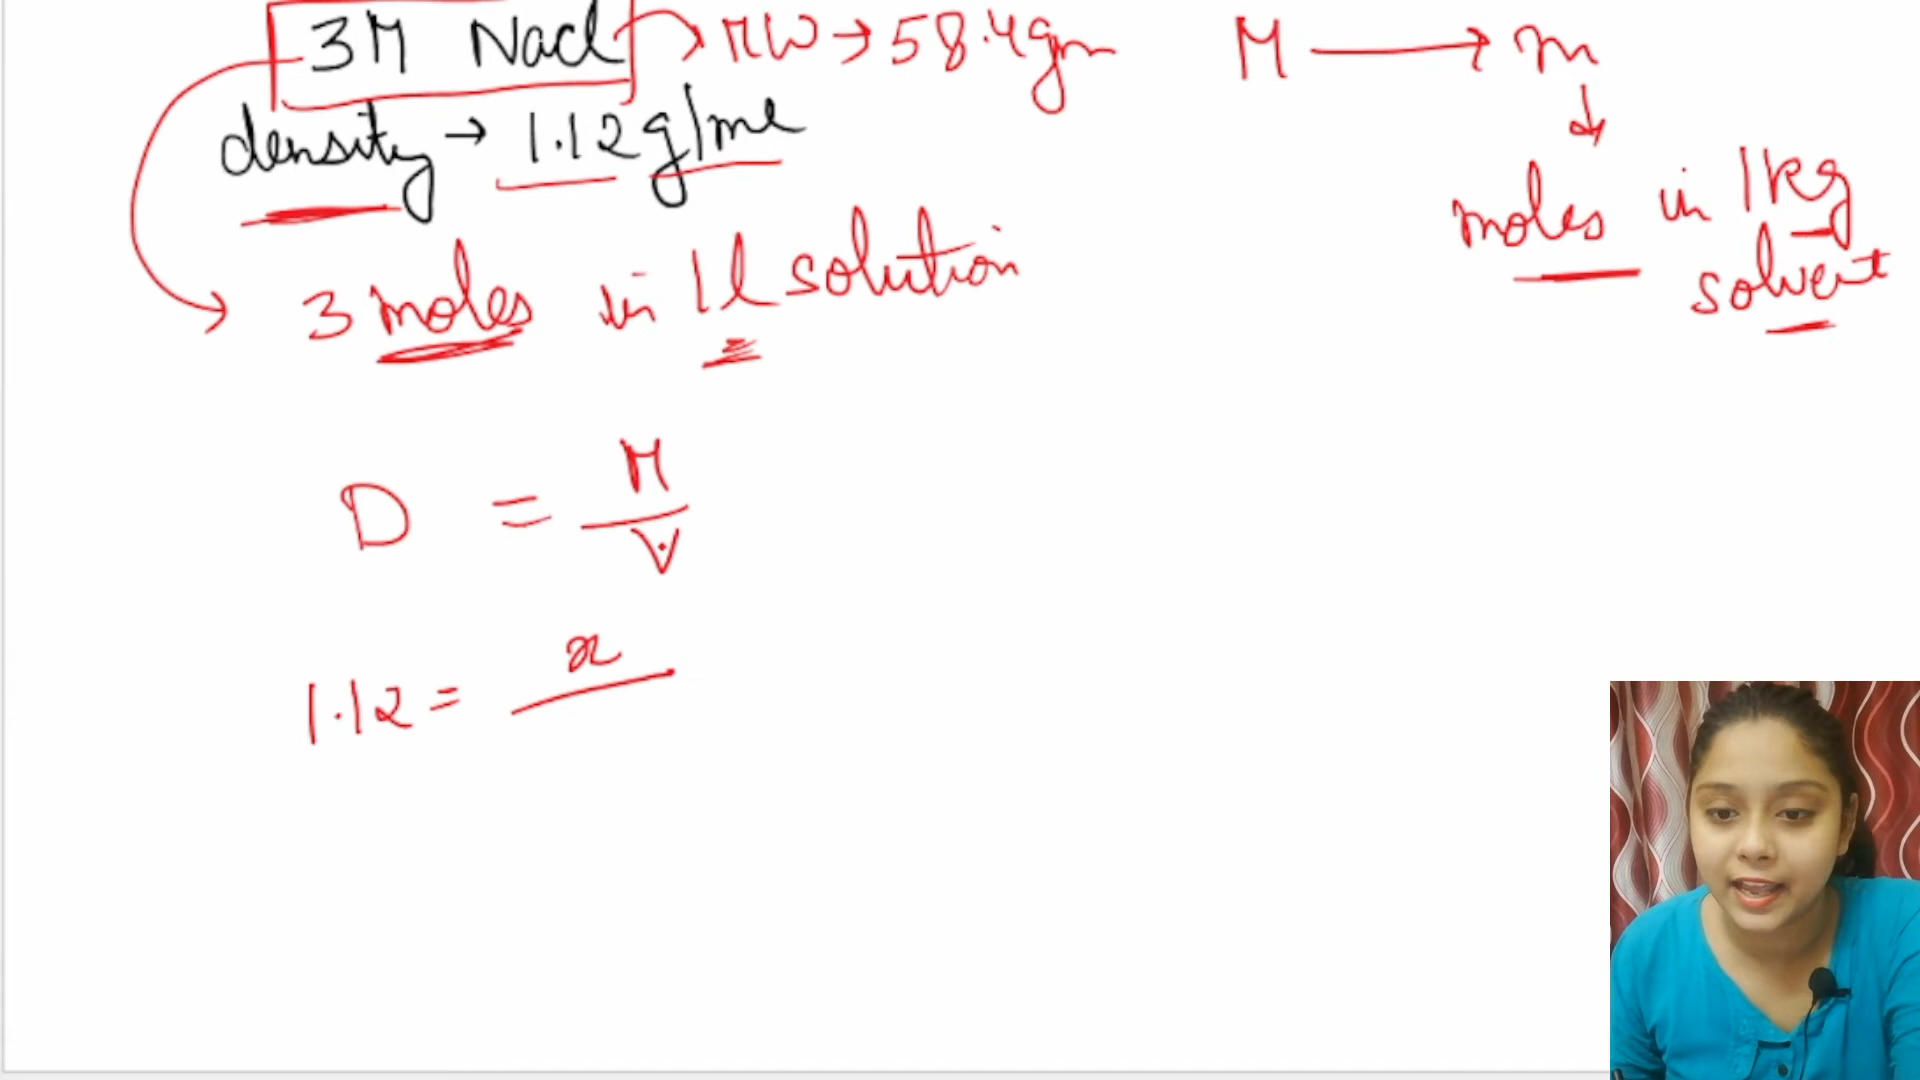 3M Nacl → MW → 58.4gm
M → m
density → 1.12 g/ml
↓
moles in 1kg
solvent
→ 3 moles in 1l solution
D = M
V
1.12 = x